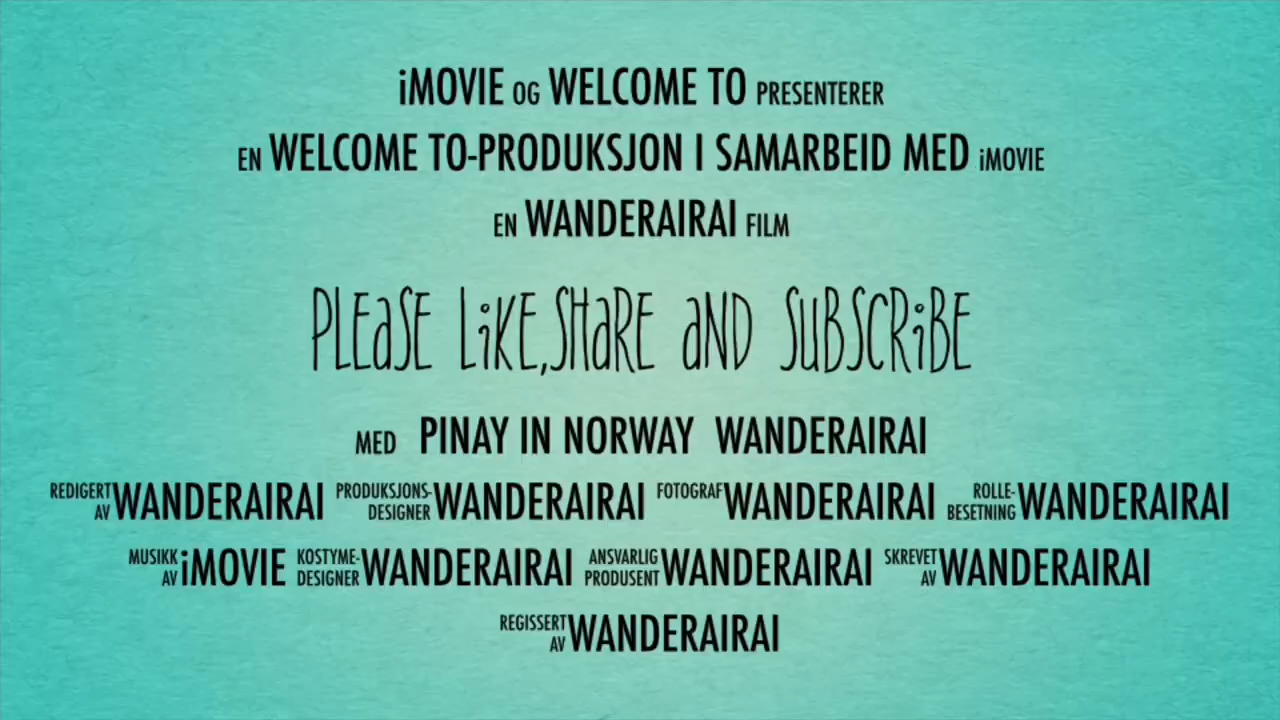 iMOVIE OG WELCOME TO PRESENTERER
EN WELCOME TO-PRODUKSJON I SAMARBEID MED iMOVIE
EN WANDERAIRAI FILM
PLEaSE LiKE,SHaRE aND SUBSCRiBE
MED PINAY IN NORWAY WANDERAIRAI
REDIGERT AV WANDERAIRAI PRODUKSJONS-DESIGNER WANDERAIRAI FOTOGRAF WANDERAIRAI ROLLE-BESETNING WANDERAIRAI
MUSIKK AV iMOVIE KOSTYME-DESIGNER WANDERAIRAI ANSVARLIG PRODUSENT WANDERAIRAI SKREVET AV WANDERAIRAI
REGISSERT AV WANDERAIRAI